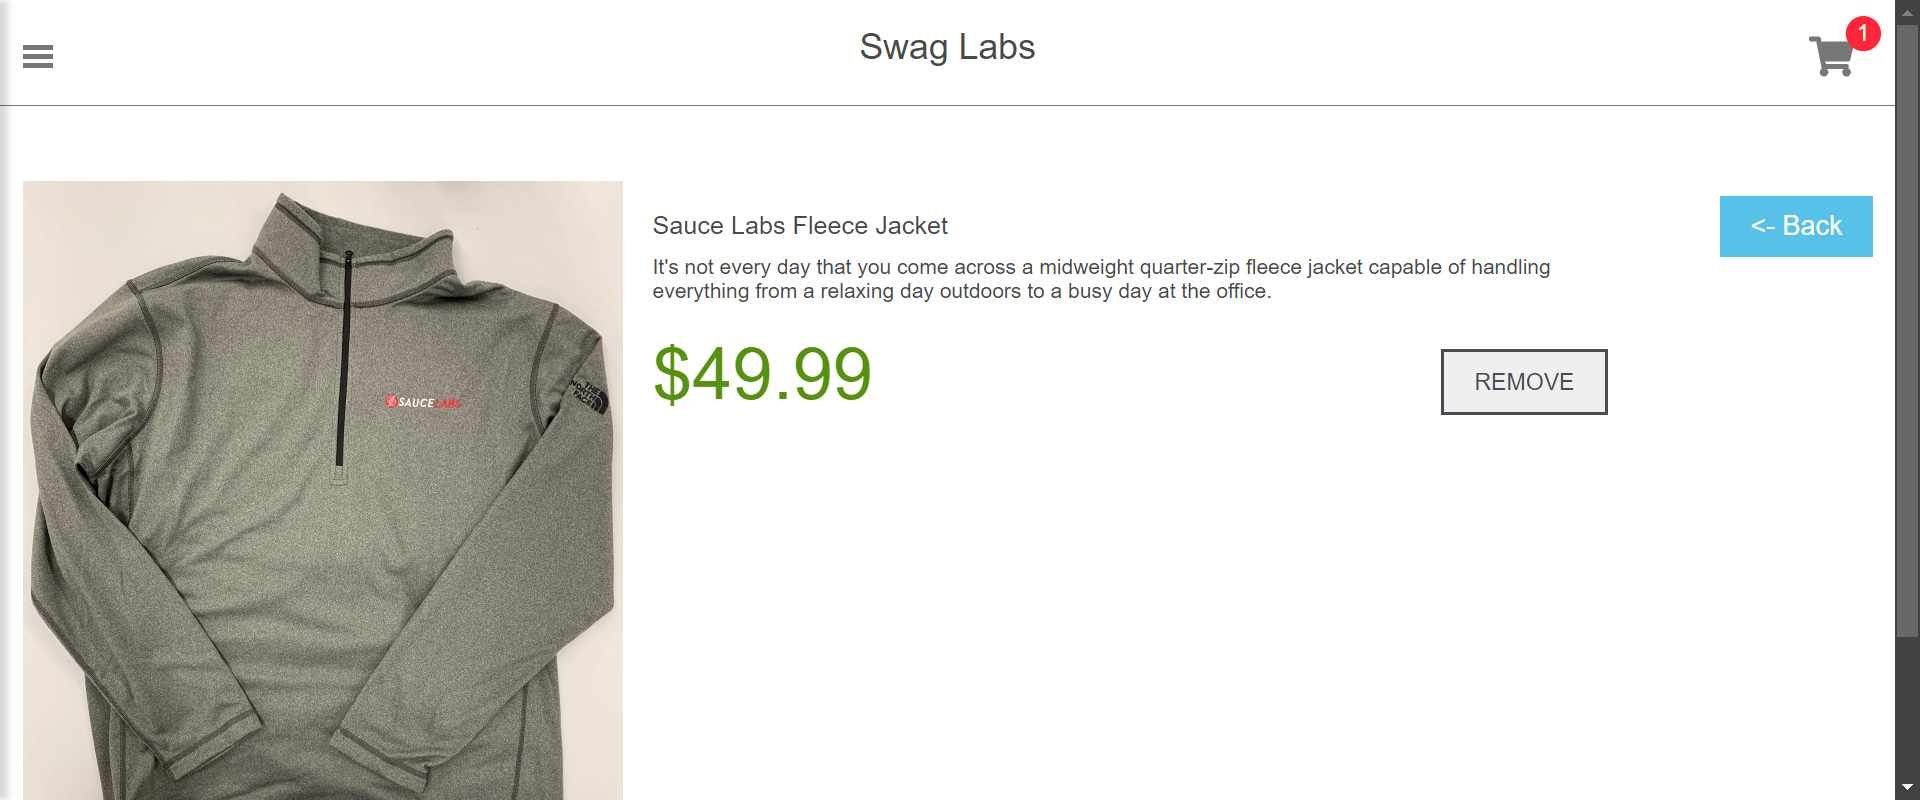 Swag Labs
1
<- Back
Sauce Labs Fleece Jacket
It's not every day that you come across a midweight quarter-zip fleece jacket capable of handling
everything from a relaxing day outdoors to a busy day at the office.
$49.99
REMOVE
SAUCELABS
THE
NORTH
FACE